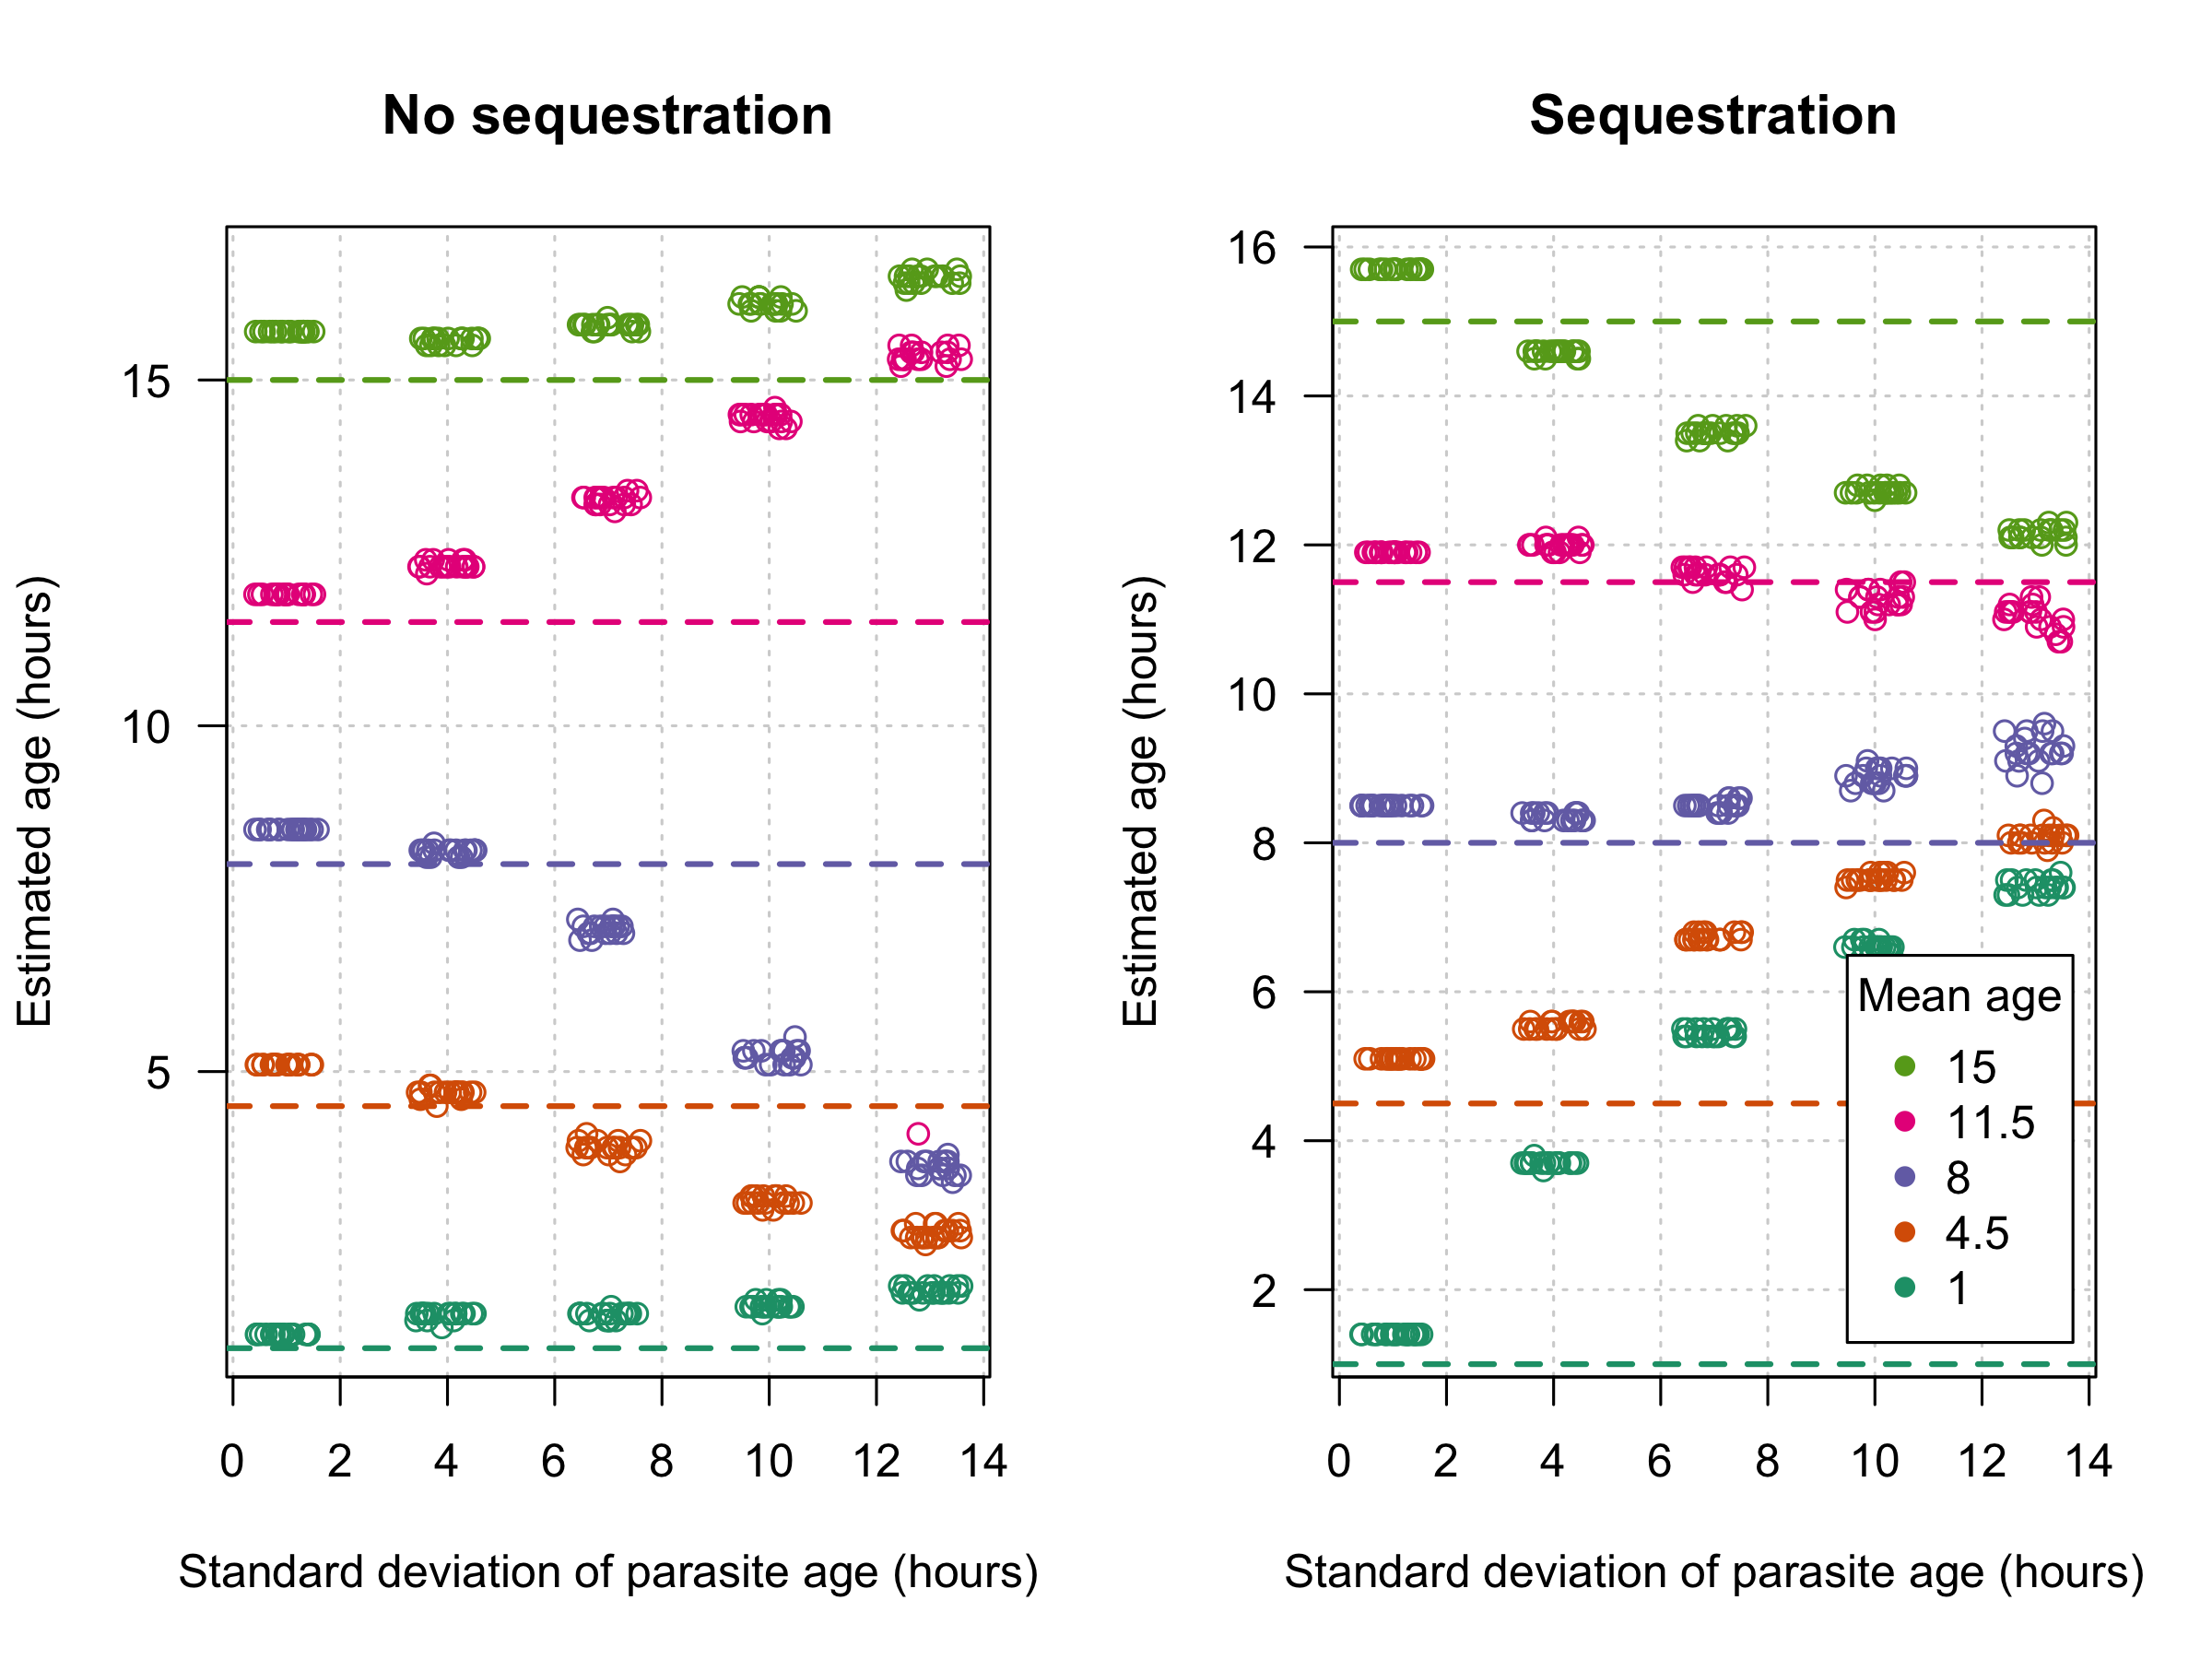 No sequestration
Estimated age (hours)
15
10
5
0 2 4 6 8 10 12 14
Standard deviation of parasite age (hours)
Sequestration
Estimated age (hours)
16
14
12
10
8
6
4
2
Mean age
15
11.5
8
4.5
1
0 2 4 6 8 10 12 14
Standard deviation of parasite age (hours)